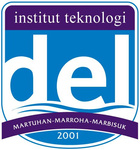 institut teknologi
del
MARTUHAN-MARROHA-MARBISUK
2001